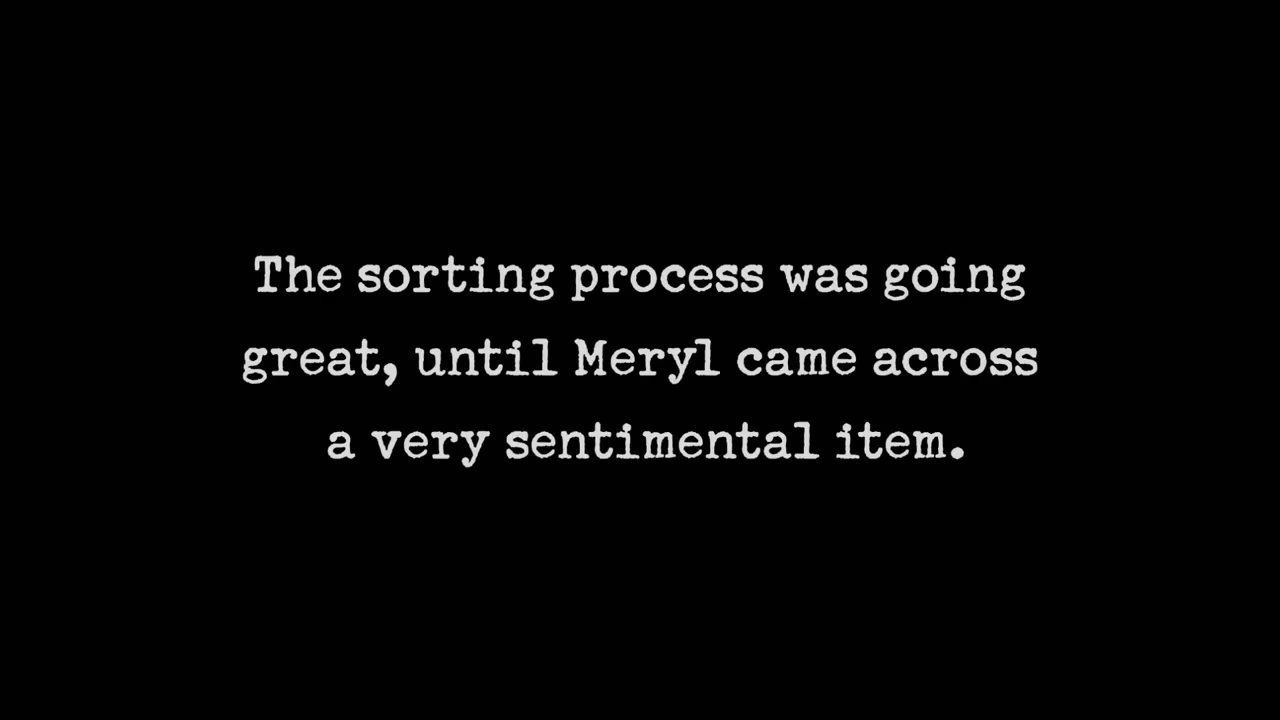 The sorting process was going
great, until Meryl came across
a very sentimental item.